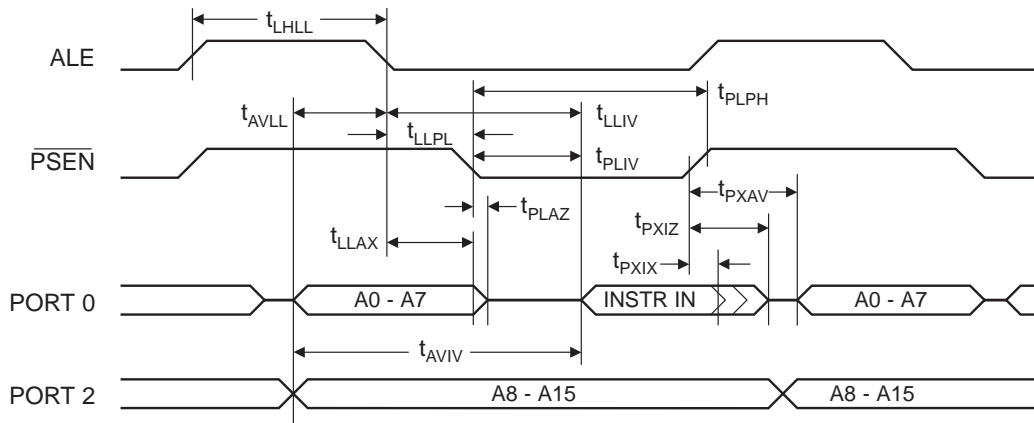 tLHLL
ALE
tPLPH
tAVLL
tLLIV
tLLPL
PSEN
tPLIV
tPXAV
tPLAZ
tPXIZ
tLLAX
tPXIX
PORT 0
A0 - A7
INSTR IN
A0 - A7
tAVIV
PORT 2
A8 - A15
A8 - A15